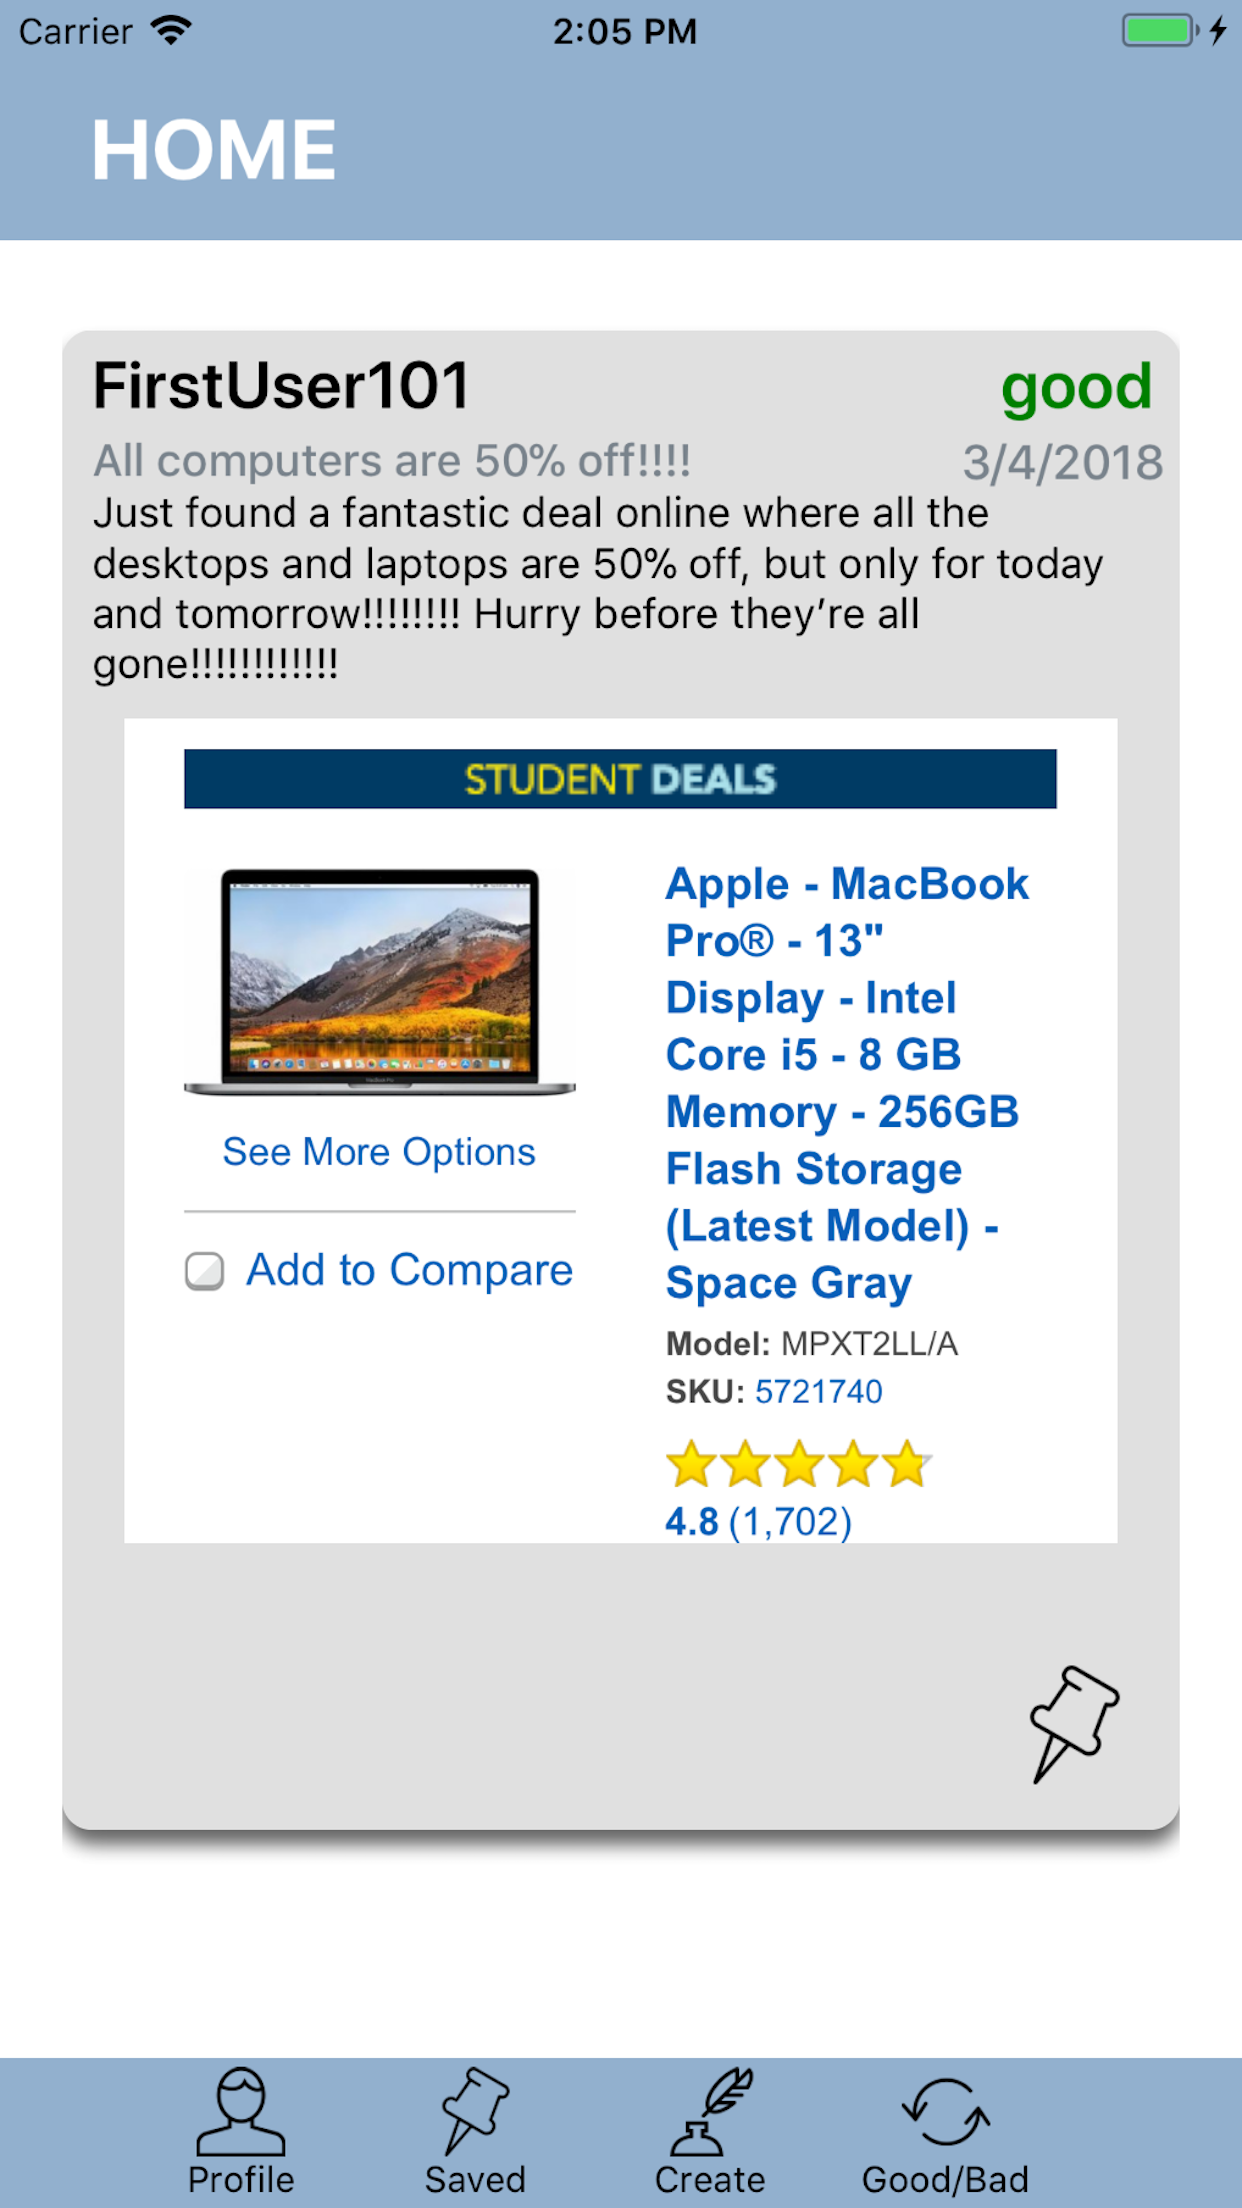 Carrier 2:05 PM
HOME
FirstUser101 good
All computers are 50% off!!!! 3/4/2018
Just found a fantastic deal online where all the
desktops and laptops are 50% off, but only for today
and tomorrow!!!!!!!! Hurry before they’re all
gone!!!!!!!!!!!!
STUDENT DEALS
Apple - MacBook
Pro® - 13"
Display - Intel
Core i5 - 8 GB
Memory - 256GB
Flash Storage
(Latest Model) -
Space Gray
Model: MPXT2LL/A
SKU: 5721740
4.8 (1,702)
See More Options
Add to Compare
Profile Saved Create Good/Bad